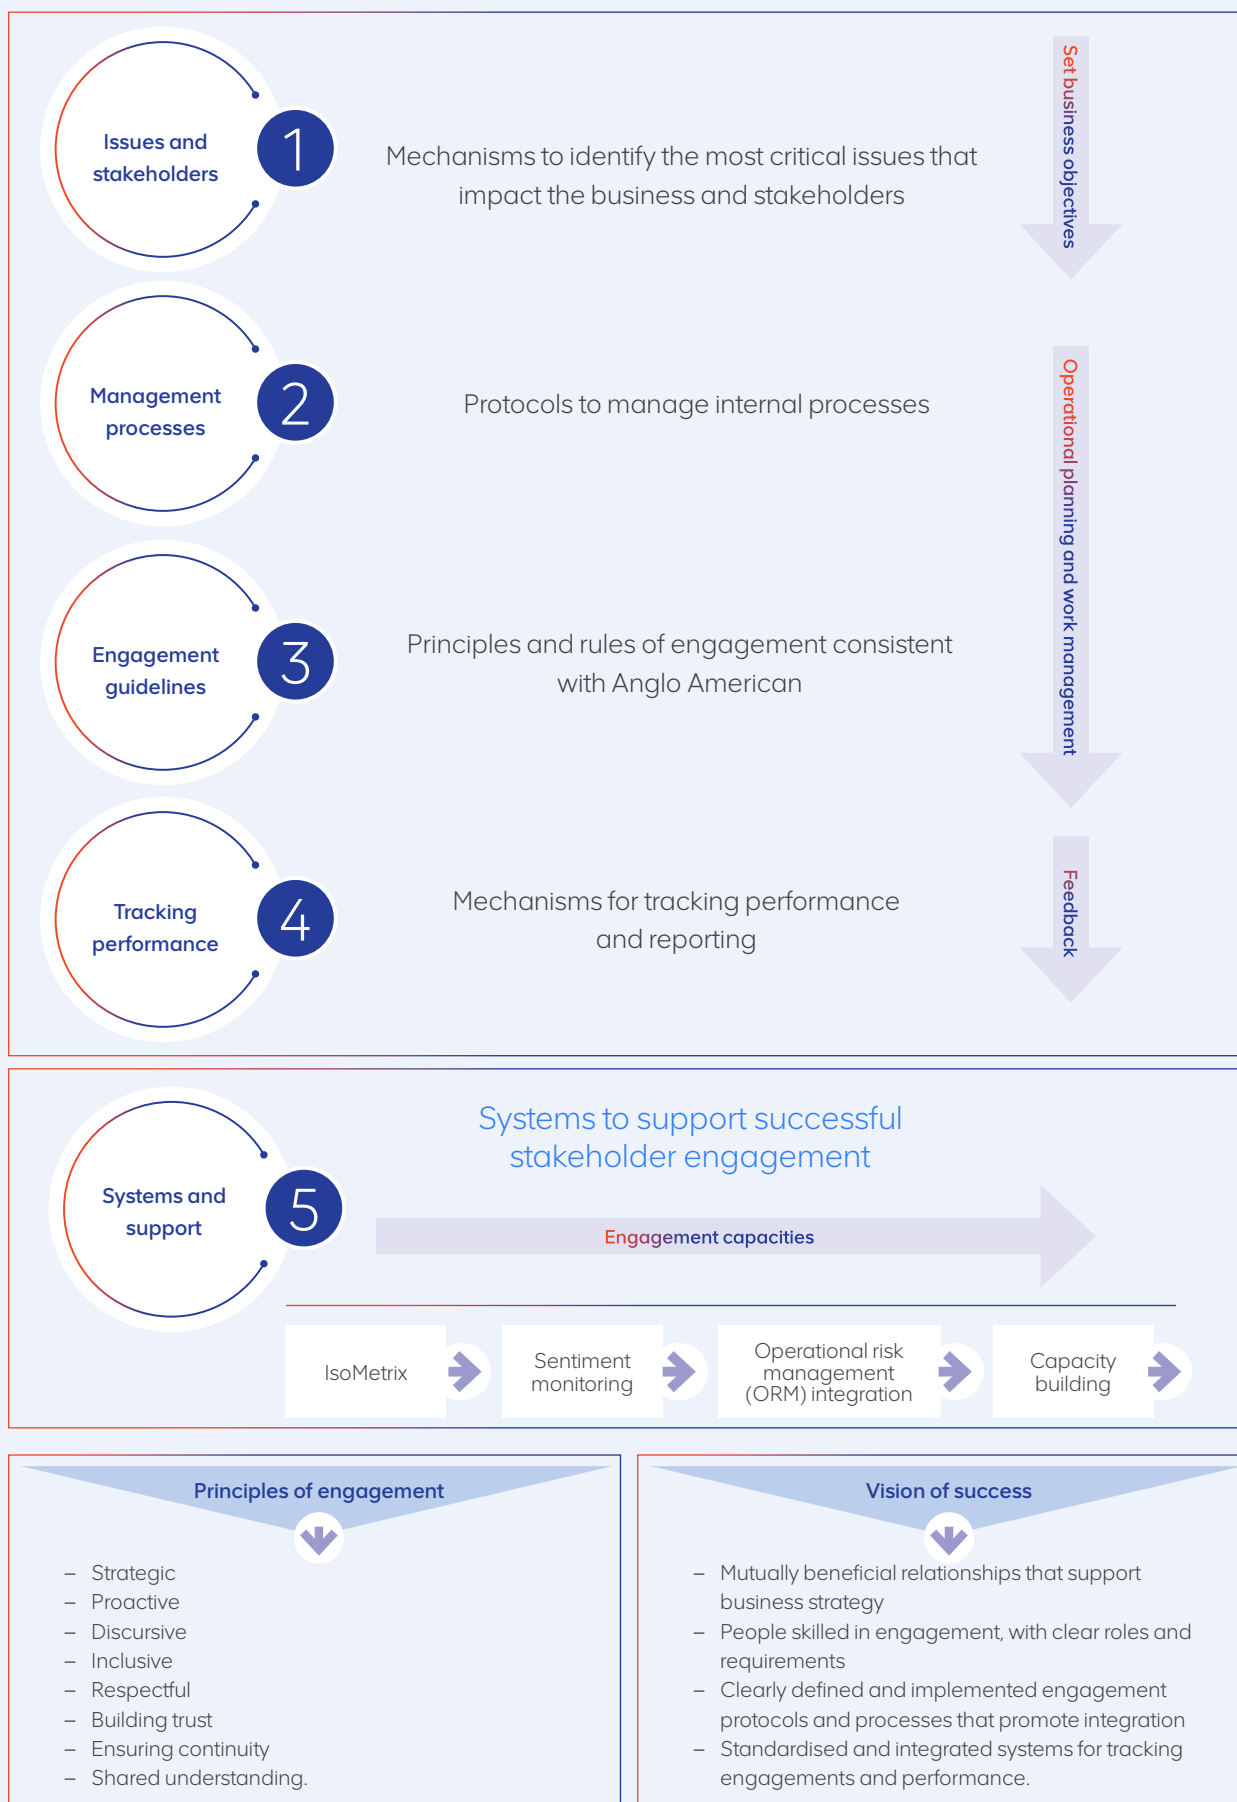 Issues and
stakeholders
1
Mechanisms to identify the most critical issues that
impact the business and stakeholders
Set business objectives
Management
processes
2
Protocols to manage internal processes
Operational planning and work management
Engagement
guidelines
3
Principles and rules of engagement consistent
with Anglo American
Tracking
performance
4
Mechanisms for tracking performance
and reporting
Feedback
Systems and
support
5
Systems to support successful
stakeholder engagement
Engagement capacities
IsoMetrix
Sentiment
monitoring
Operational risk
management
(ORM) integration
Capacity
building
Principles of engagement
– Strategic
– Proactive
– Discursive
– Inclusive
– Respectful
– Building trust
– Ensuring continuity
– Shared understanding.
Vision of success
– Mutually beneficial relationships that support
business strategy
– People skilled in engagement, with clear roles and
requirements
– Clearly defined and implemented engagement
protocols and processes that promote integration
– Standardised and integrated systems for tracking
engagements and performance.